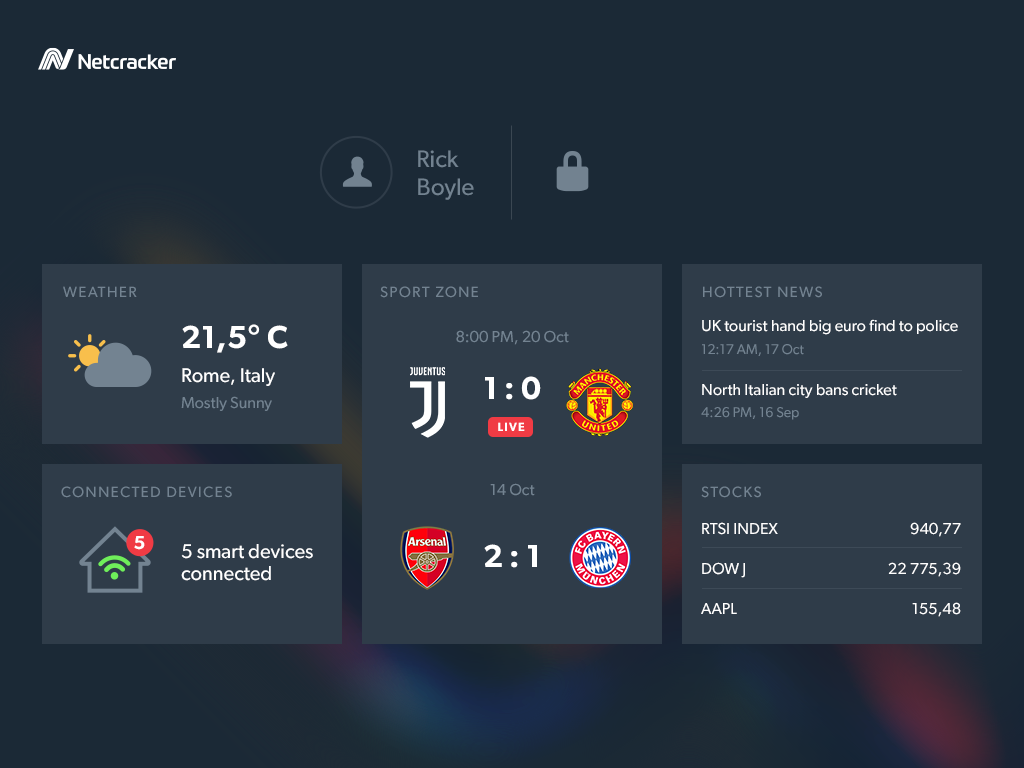 Netcracker
Rick
Boyle
WEATHER
21,5° C
Rome, Italy
Mostly Sunny
CONNECTED DEVICES
5
5 smart devices
connected
SPORT ZONE
8:00 PM, 20 Oct
JUVENTUS
1 : 0
MANCHESTER
UNITED
LIVE
14 Oct
Arsenal
2 : 1
FC BAYERN
MÜNCHEN
HOTTEST NEWS
UK tourist hand big euro find to police
12:17 AM, 17 Oct
North Italian city bans cricket
4:26 PM, 16 Sep
STOCKS
RTSI INDEX 940,77
DOW J 22 775,39
AAPL 155,48